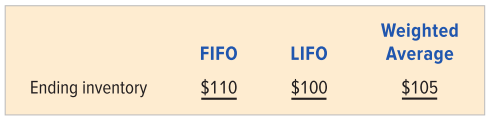 Weighted
FIFO LIFO Average
Ending inventory $110 $100 $105